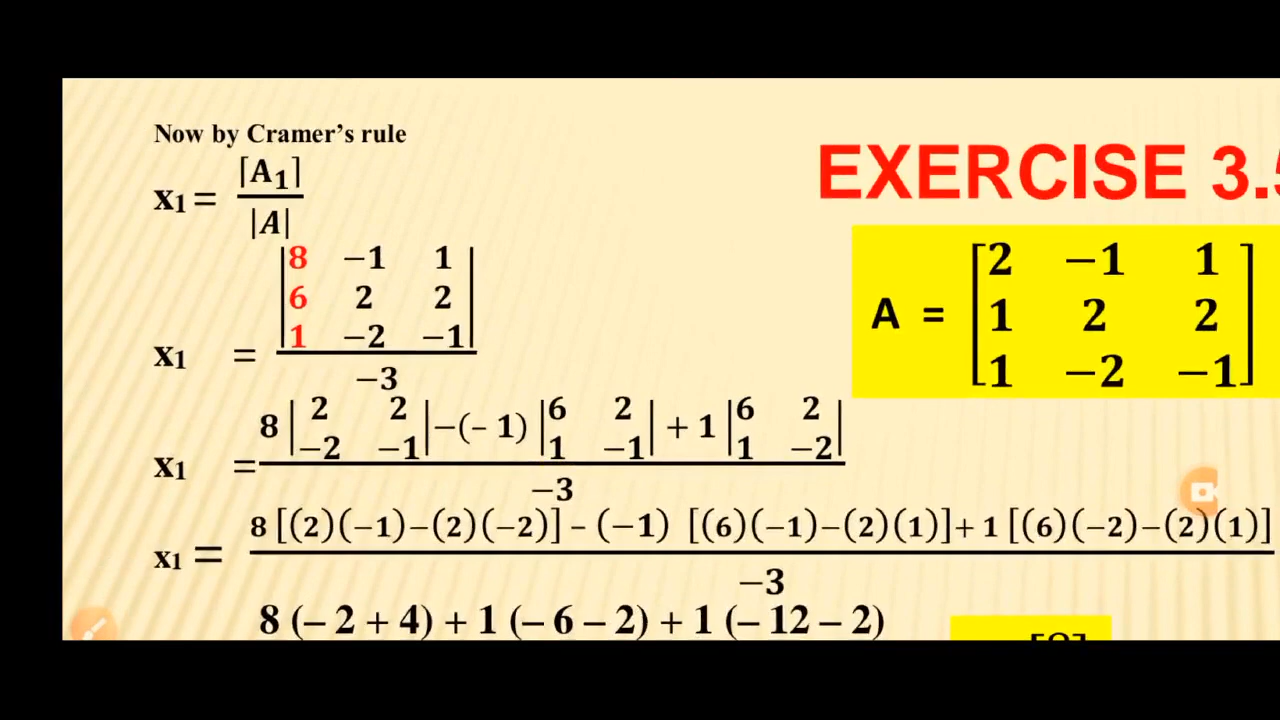 Now by Cramer's rule
x₁ = ⌈A₁⌉ / |A|
EXERCISE 3.
x₁ = |8 −1 1
6 2 2
1 −2 −1| / −3
A = [2 −1 1
1 2 2
1 −2 −1]
x₁ = 8 |2 2; −2 −1| −(− 1) |6 2; 1 −1| + 1 |6 2; 1 −2| / −3
x₁ = 8 [(2)(−1)−(2)(−2)] − (−1) [(6)(−1)−(2)(1)]+ 1 [(6)(−2)−(2)(1)] / −3
8 (− 2 + 4) + 1 (− 6 − 2) + 1 (− 12 − 2)